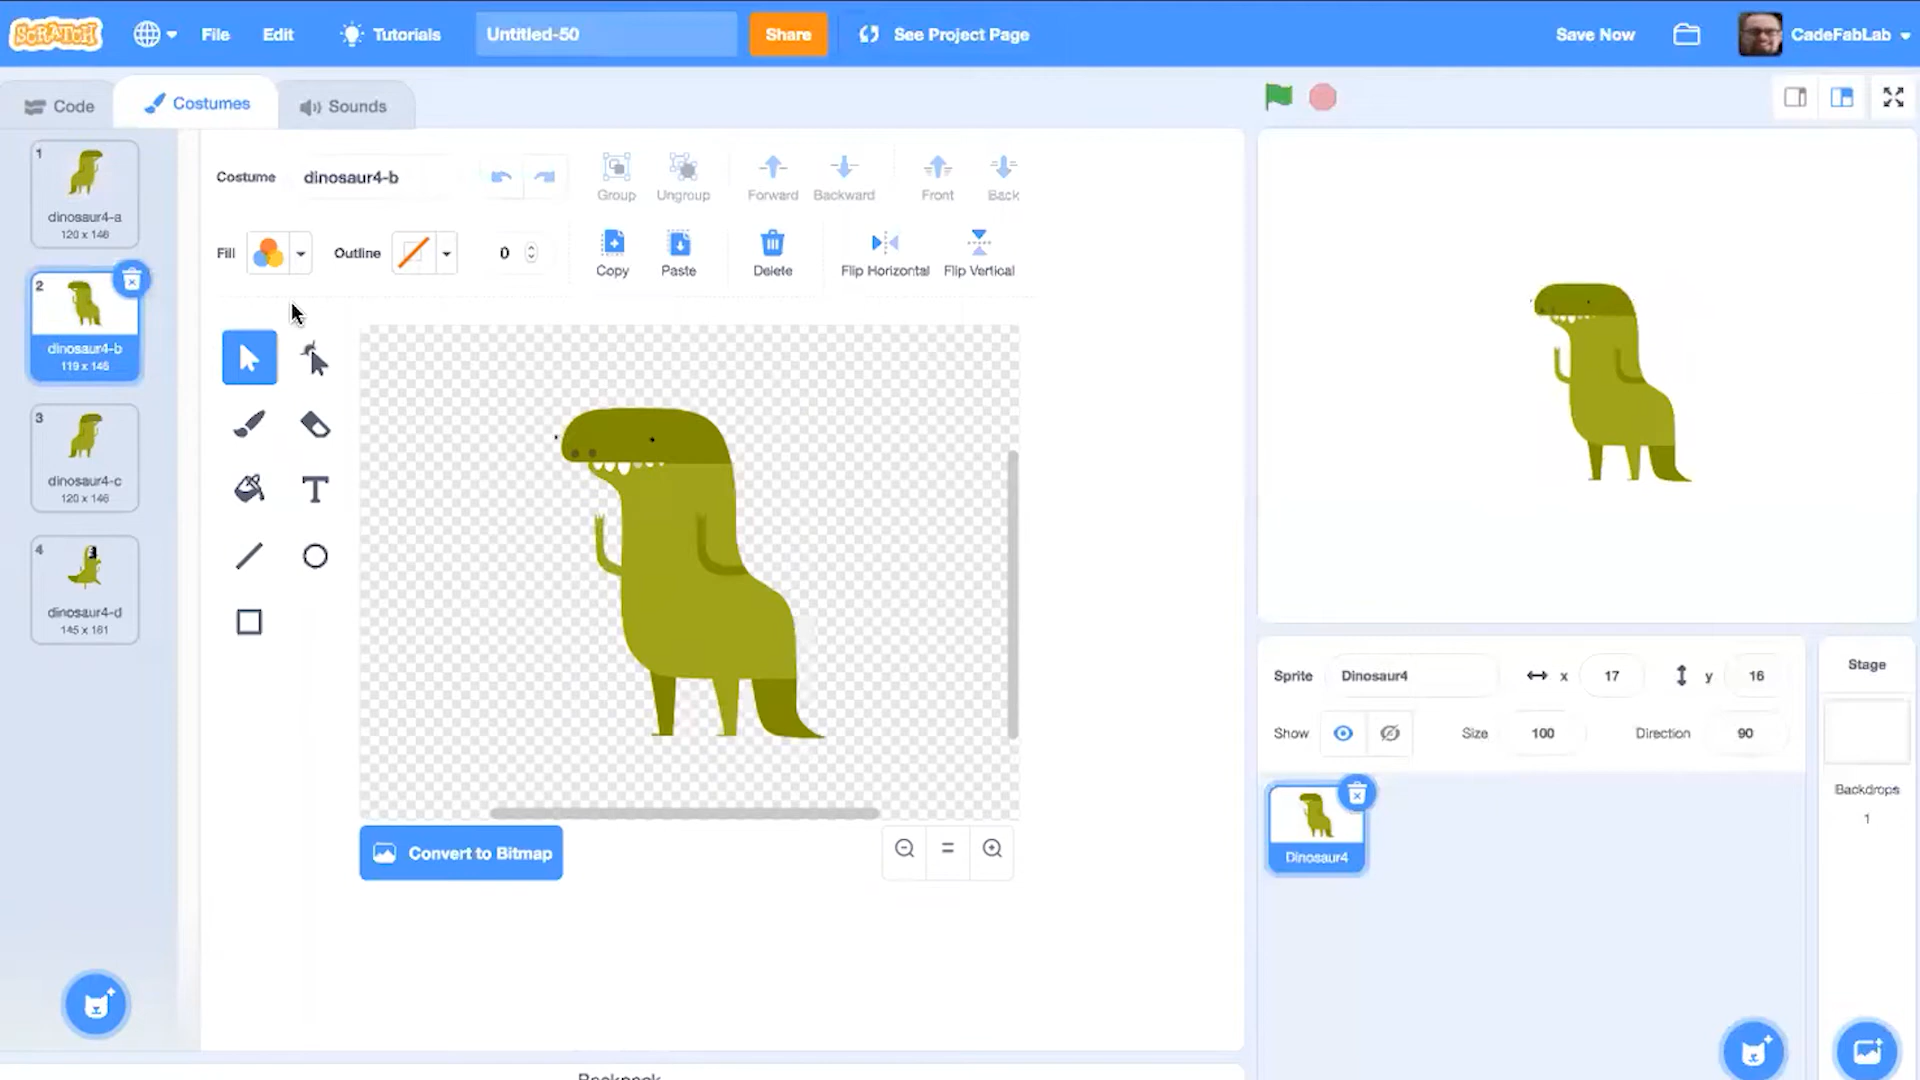 SCRATCH
File
Edit
Tutorials
Untitled-50
Share
See Project Page
Save Now
CadeFabLab
Code
Costumes
Sounds
1
dinosaur4-a
120 x 146
2
dinosaur4-b
119 x 146
3
dinosaur4-c
120 x 146
4
dinosaur4-d
145 x 161
Costume
dinosaur4-b
Group
Ungroup
Forward
Backward
Front
Back
Fill
Outline
0
Copy
Paste
Delete
Flip Horizontal
Flip Vertical
T
Convert to Bitmap
=
Sprite
Dinosaur4
x
17
y
16
Show
Size
100
Direction
90
Dinosaur4
Stage
Backdrops
1
Backpack